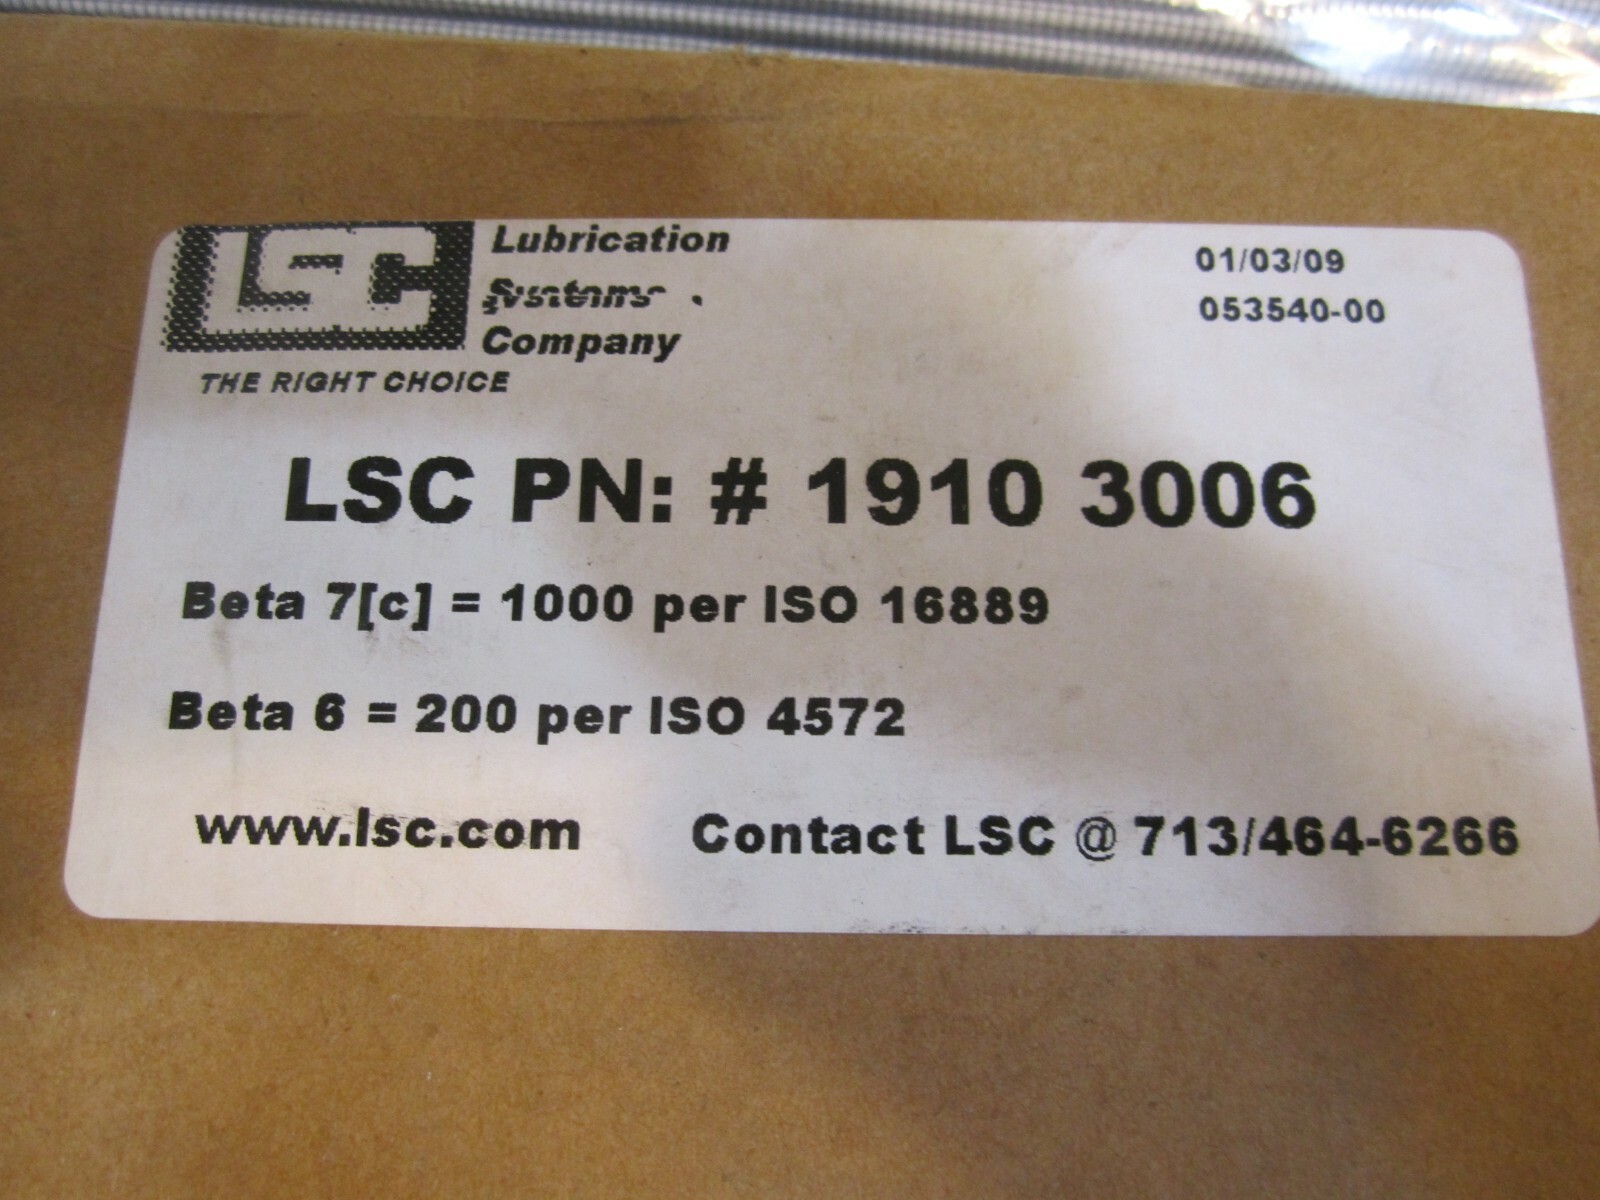 LSC
Lubrication
Systems
Company
THE RIGHT CHOICE
01/03/09
053540-00
LSC PN: # 1910 3006
Beta 7[c] = 1000 per ISO 16889
Beta 6 = 200 per ISO 4572
www.lsc.com
Contact LSC @ 713/464-6266